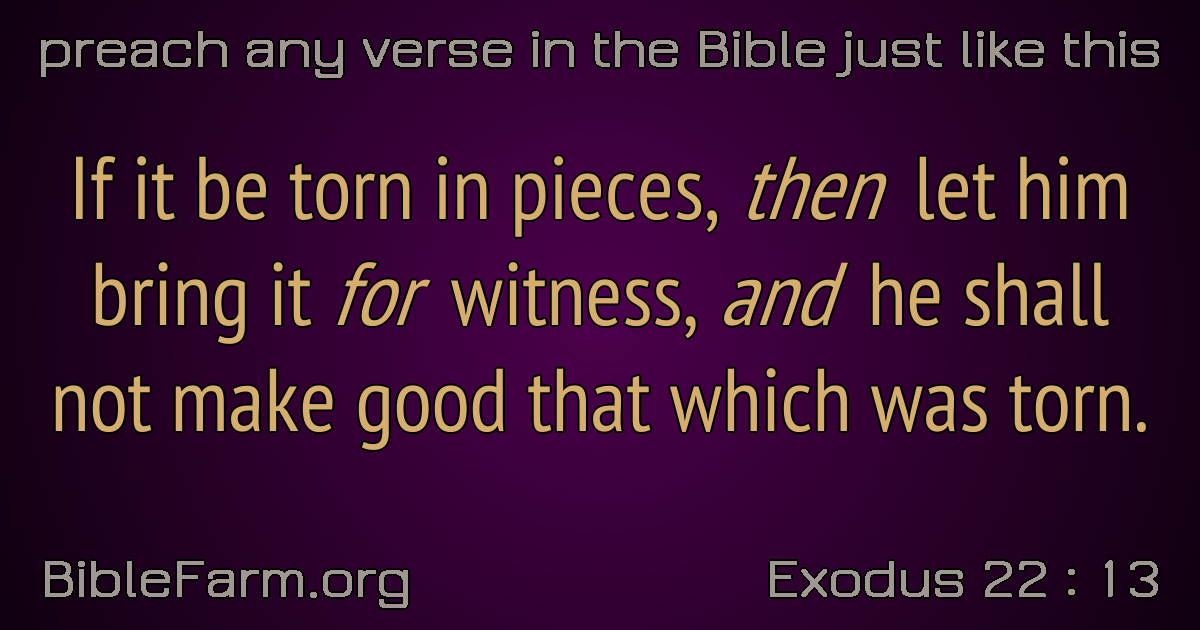 preach any verse in the Bible just like this
If it be torn in pieces, then let him
bring it for witness, and he shall
not make good that which was torn.
BibleFarm.org
Exodus 22 : 13